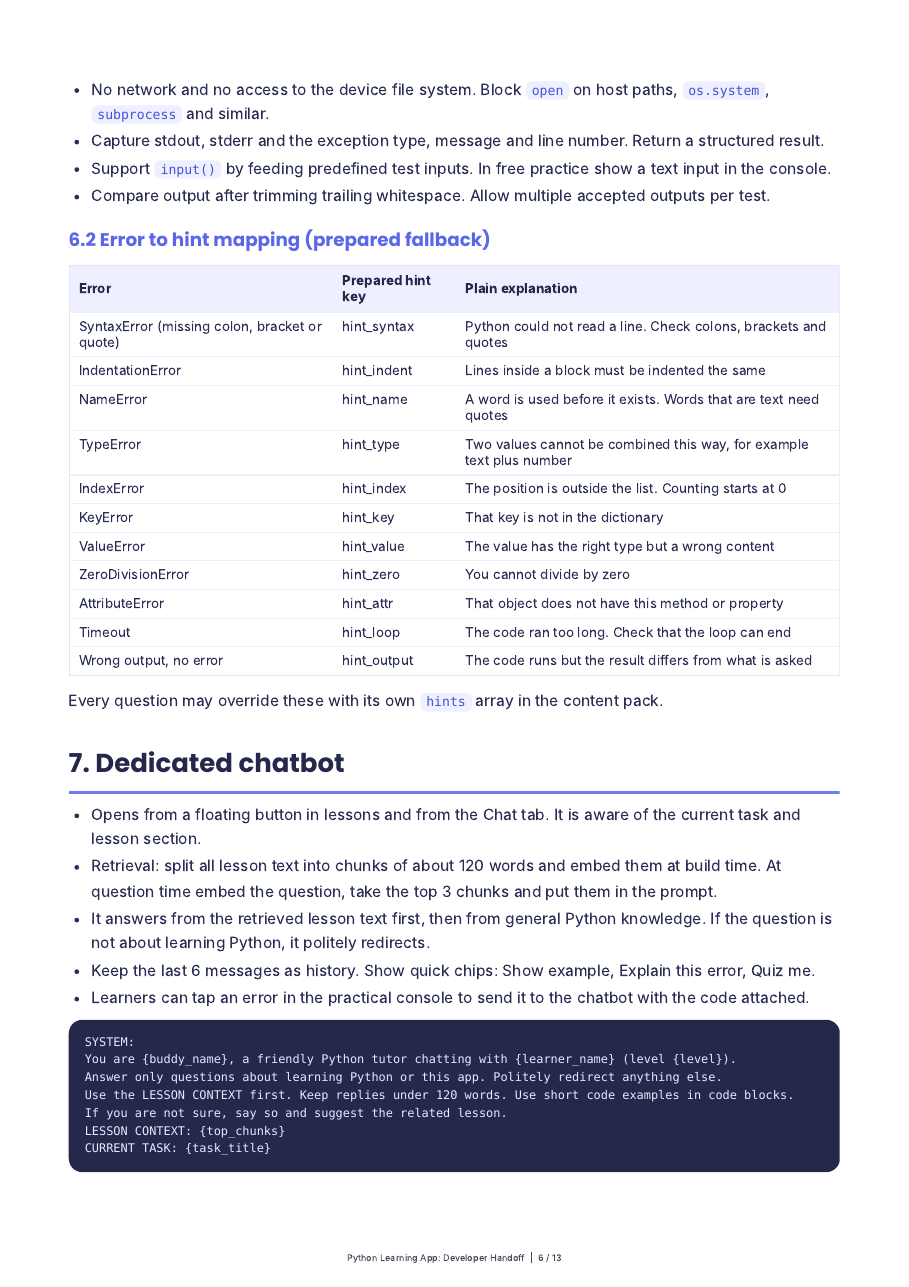 • No network and no access to the device file system. Block open on host paths, os.system,
subprocess and similar.
• Capture stdout, stderr and the exception type, message and line number. Return a structured result.
• Support input() by feeding predefined test inputs. In free practice show a text input in the console.
• Compare output after trimming trailing whitespace. Allow multiple accepted outputs per test.
6.2 Error to hint mapping (prepared fallback)
Error
Prepared hint
key
Plain explanation
SyntaxError (missing colon, bracket or
quote)
hint_syntax
Python could not read a line. Check colons, brackets and
quotes
IndentationError
hint_indent
Lines inside a block must be indented the same
NameError
hint_name
A word is used before it exists. Words that are text need
quotes
TypeError
hint_type
Two values cannot be combined this way, for example
text plus number
IndexError
hint_index
The position is outside the list. Counting starts at 0
KeyError
hint_key
That key is not in the dictionary
ValueError
hint_value
The value has the right type but a wrong content
ZeroDivisionError
hint_zero
You cannot divide by zero
AttributeError
hint_attr
That object does not have this method or property
Timeout
hint_loop
The code ran too long. Check that the loop can end
Wrong output, no error
hint_output
The code runs but the result differs from what is asked
Every question may override these with its own hints array in the content pack.
7. Dedicated chatbot
• Opens from a floating button in lessons and from the Chat tab. It is aware of the current task and
lesson section.
• Retrieval: split all lesson text into chunks of about 120 words and embed them at build time. At
question time embed the question, take the top 3 chunks and put them in the prompt.
• It answers from the retrieved lesson text first, then from general Python knowledge. If the question is
not about learning Python, it politely redirects.
• Keep the last 6 messages as history. Show quick chips: Show example, Explain this error, Quiz me.
• Learners can tap an error in the practical console to send it to the chatbot with the code attached.
SYSTEM:
You are {buddy_name}, a friendly Python tutor chatting with {learner_name} (level {level}).
Answer only questions about learning Python or this app. Politely redirect anything else.
Use the LESSON CONTEXT first. Keep replies under 120 words. Use short code examples in code blocks.
If you are not sure, say so and suggest the related lesson.
LESSON CONTEXT: {top_chunks}
CURRENT TASK: {task_title}
Python Learning App: Developer Handoff | 6 / 13